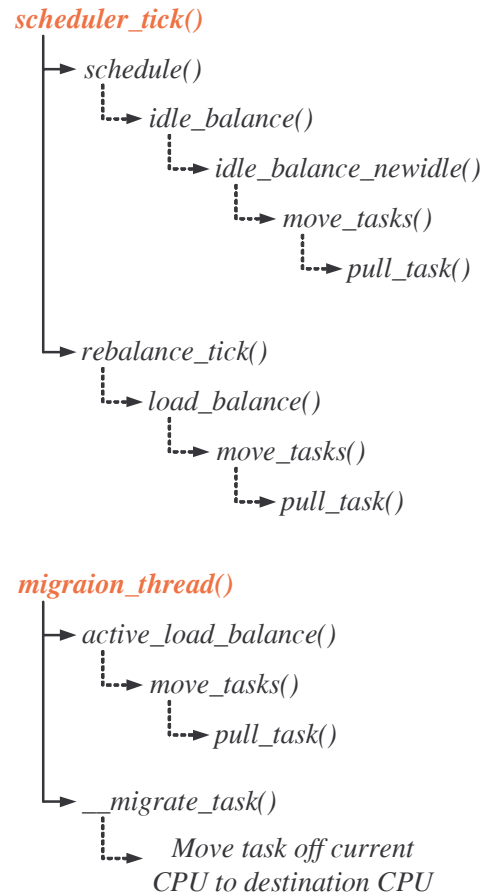 scheduler_tick()
schedule()
idle_balance()
idle_balance_newidle()
move_tasks()
pull_task()
rebalance_tick()
load_balance()
move_tasks()
pull_task()
migraion_thread()
active_load_balance()
move_tasks()
pull_task()
__migrate_task()
Move task off current
CPU to destination CPU